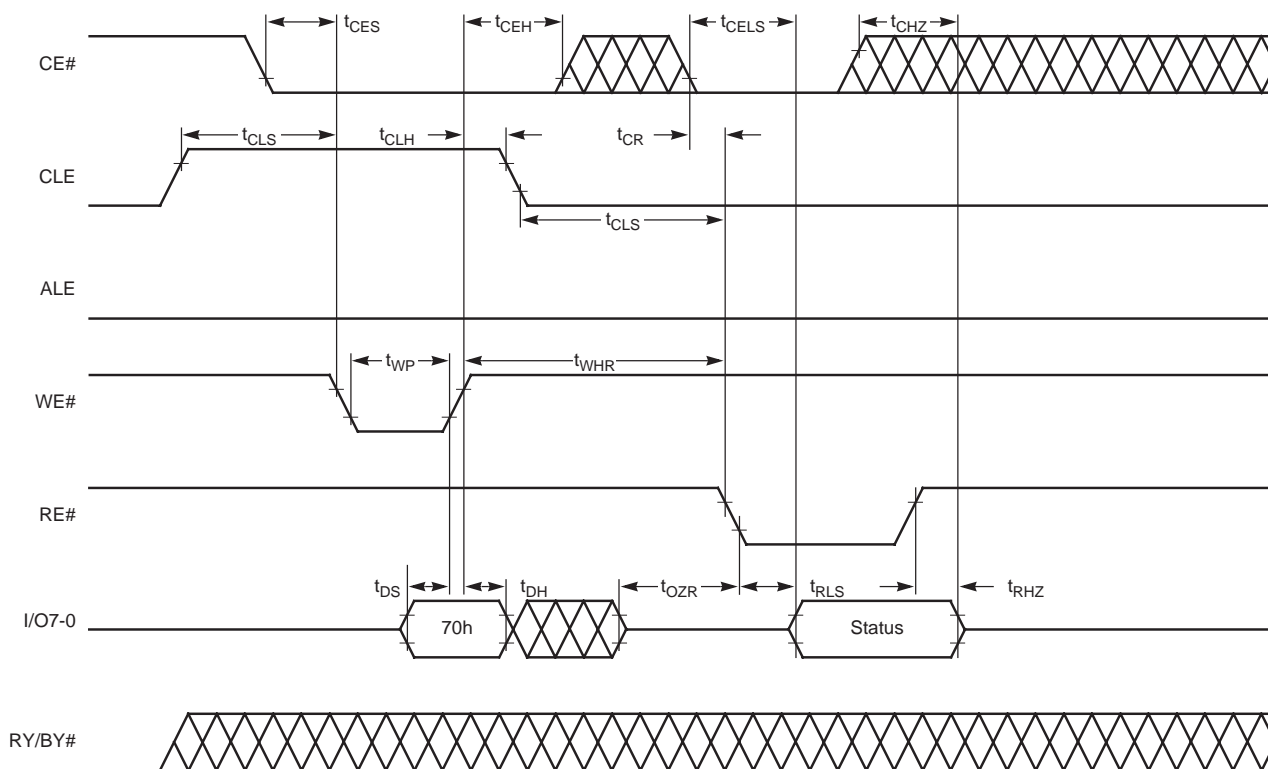 tCES tCEH tCELS tCHZ
CE#
tCLS tCLH tCR
CLE
tCLS
ALE
tWP tWHR
WE#
RE#
tDS tDH tOZR tRLS tRHZ
I/O7-0 70h Status
RY/BY#